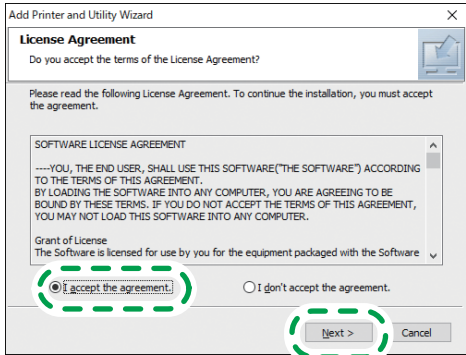 Add Printer and Utility Wizard
License Agreement
Do you accept the terms of the License Agreement?
Please read the following License Agreement. To continue the installation, you must accept
the agreement.
SOFTWARE LICENSE AGREEMENT
----YOU, THE END USER, SHALL USE THIS SOFTWARE("THE SOFTWARE") ACCORDING
TO THE TERMS OF THIS AGREEMENT.
BY LOADING THE SOFTWARE INTO ANY COMPUTER, YOU ARE AGREEING TO BE
BOUND BY THESE TERMS. IF YOU DO NOT ACCEPT THE TERMS OF THIS AGREEMENT,
YOU MAY NOT LOAD THIS SOFTWARE INTO ANY COMPUTER.
Grant of License
The Software is licensed for use by you for the equipment packaged with the Software
I accept the agreement.
I don't accept the agreement.
Next >
Cancel